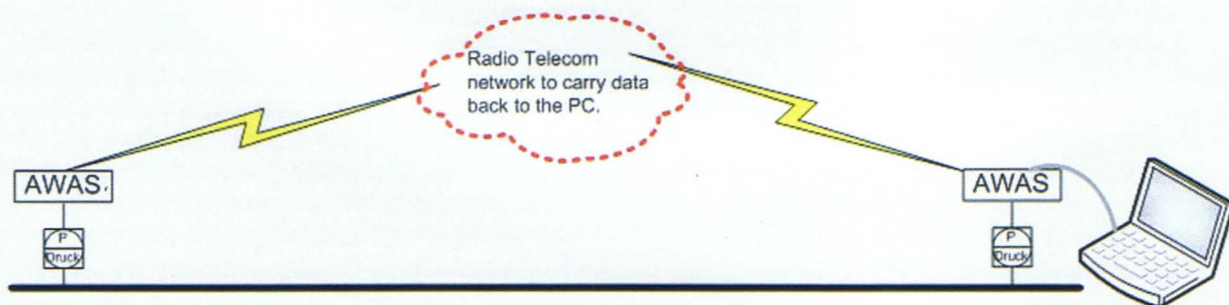 Radio Telecom
network to carry data
back to the PC.
AWAS
AWAS
P
Druck
P
Druck